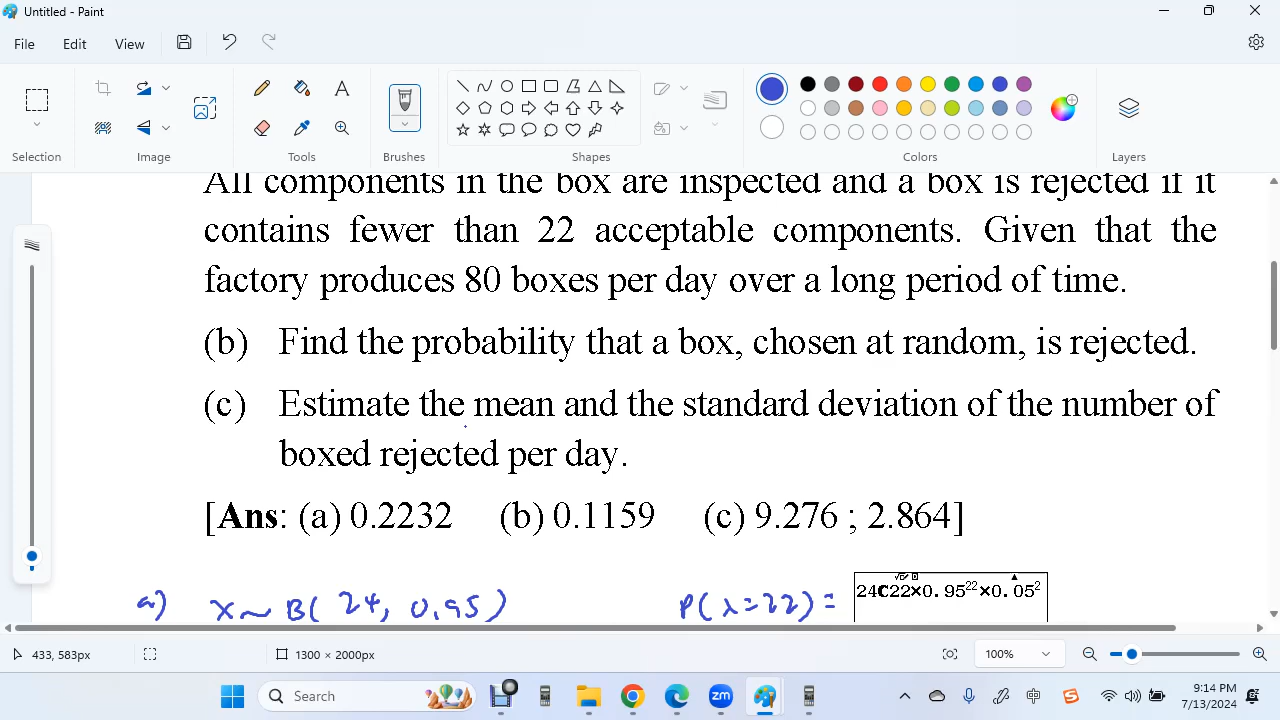 Untitled - Paint
File Edit View
Selection Image Tools Brushes Shapes Colors Layers
All components in the box are inspected and a box is rejected if it
contains fewer than 22 acceptable components. Given that the
factory produces 80 boxes per day over a long period of time.
(b) Find the probability that a box, chosen at random, is rejected.
(c) Estimate the mean and the standard deviation of the number of
boxed rejected per day.
[Ans: (a) 0.2232 (b) 0.1159 (c) 9.276 ; 2.864]
a) X~B(24, 0.95) P(X=22) = 24C22×0.95²²×0.05²
433, 583px 1300 × 2000px 100%
Search zm 中 S 9:14 PM
7/13/2024